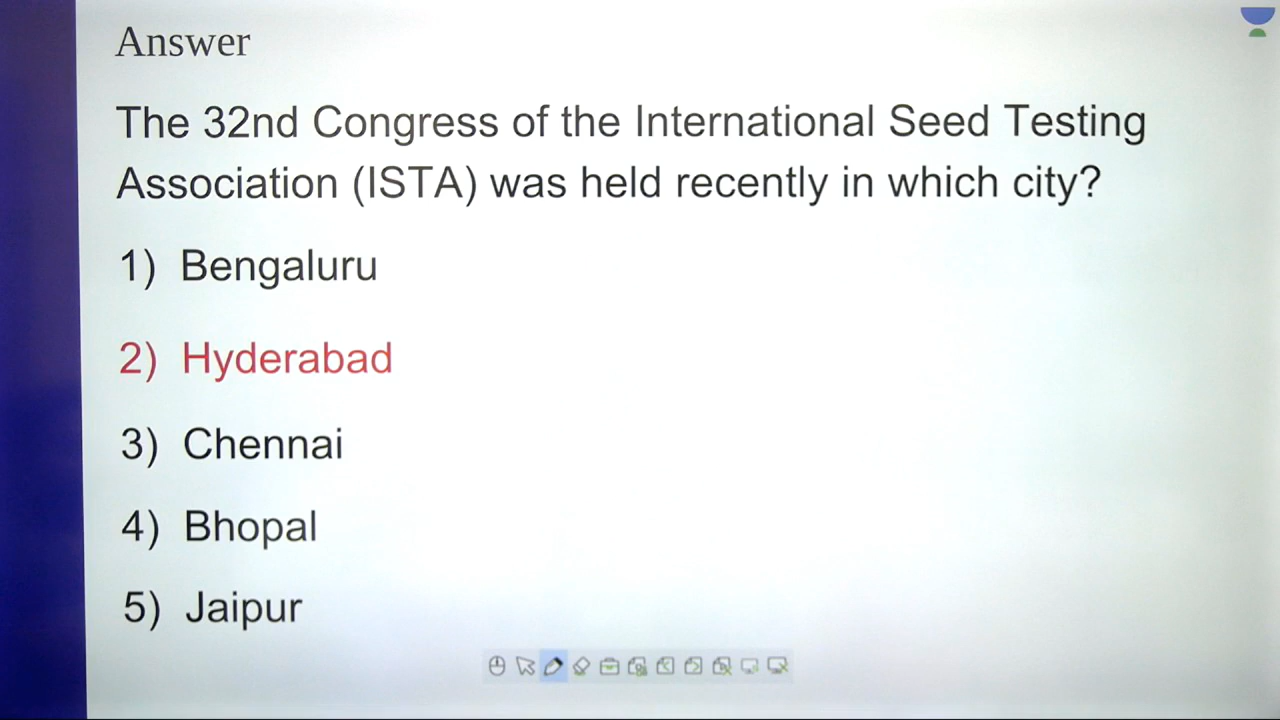 Answer
The 32nd Congress of the International Seed Testing
Association (ISTA) was held recently in which city?
1) Bengaluru
2) Hyderabad
3) Chennai
4) Bhopal
5) Jaipur